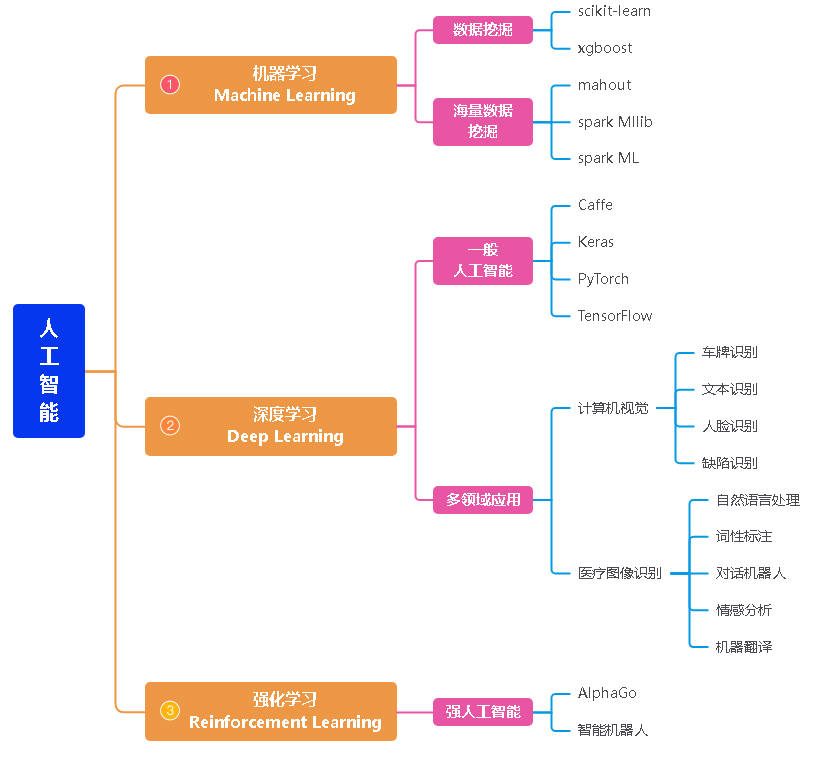 人
工
智
能
1
机器学习
Machine Learning
数据挖掘
scikit-learn
xgboost
海量数据
挖掘
mahout
spark Mllib
spark ML
2
深度学习
Deep Learning
一般
人工智能
Caffe
Keras
PyTorch
TensorFlow
多领域应用
计算机视觉
车牌识别
文本识别
人脸识别
缺陷识别
医疗图像识别
自然语言处理
词性标注
对话机器人
情感分析
机器翻译
3
强化学习
Reinforcement Learning
强人工智能
AlphaGo
智能机器人